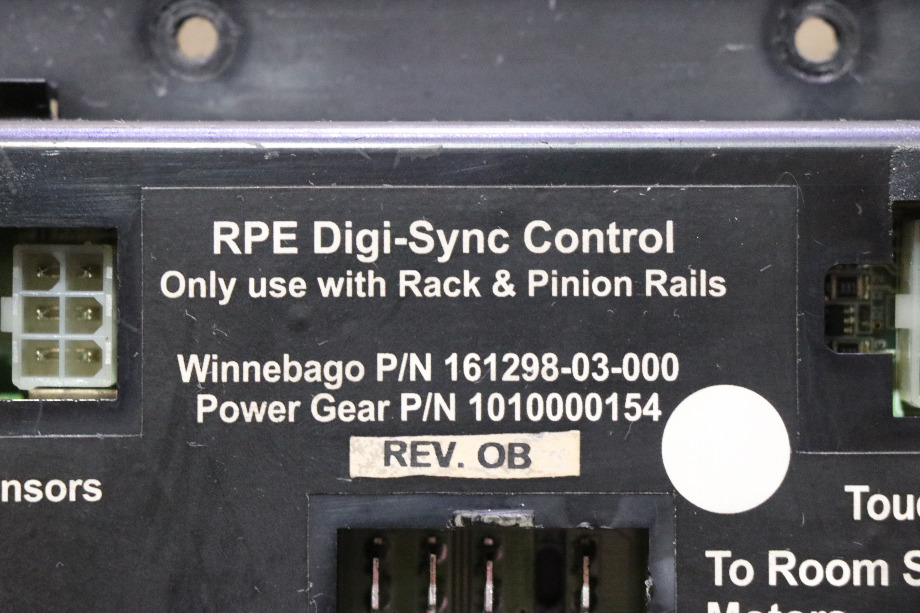 RPE Digi-Sync Control
Only use with Rack & Pinion Rails
Winnebago P/N 161298-03-000
Power Gear P/N 1010000154
REV. OB
nsors
Touc
To Room S
Motors